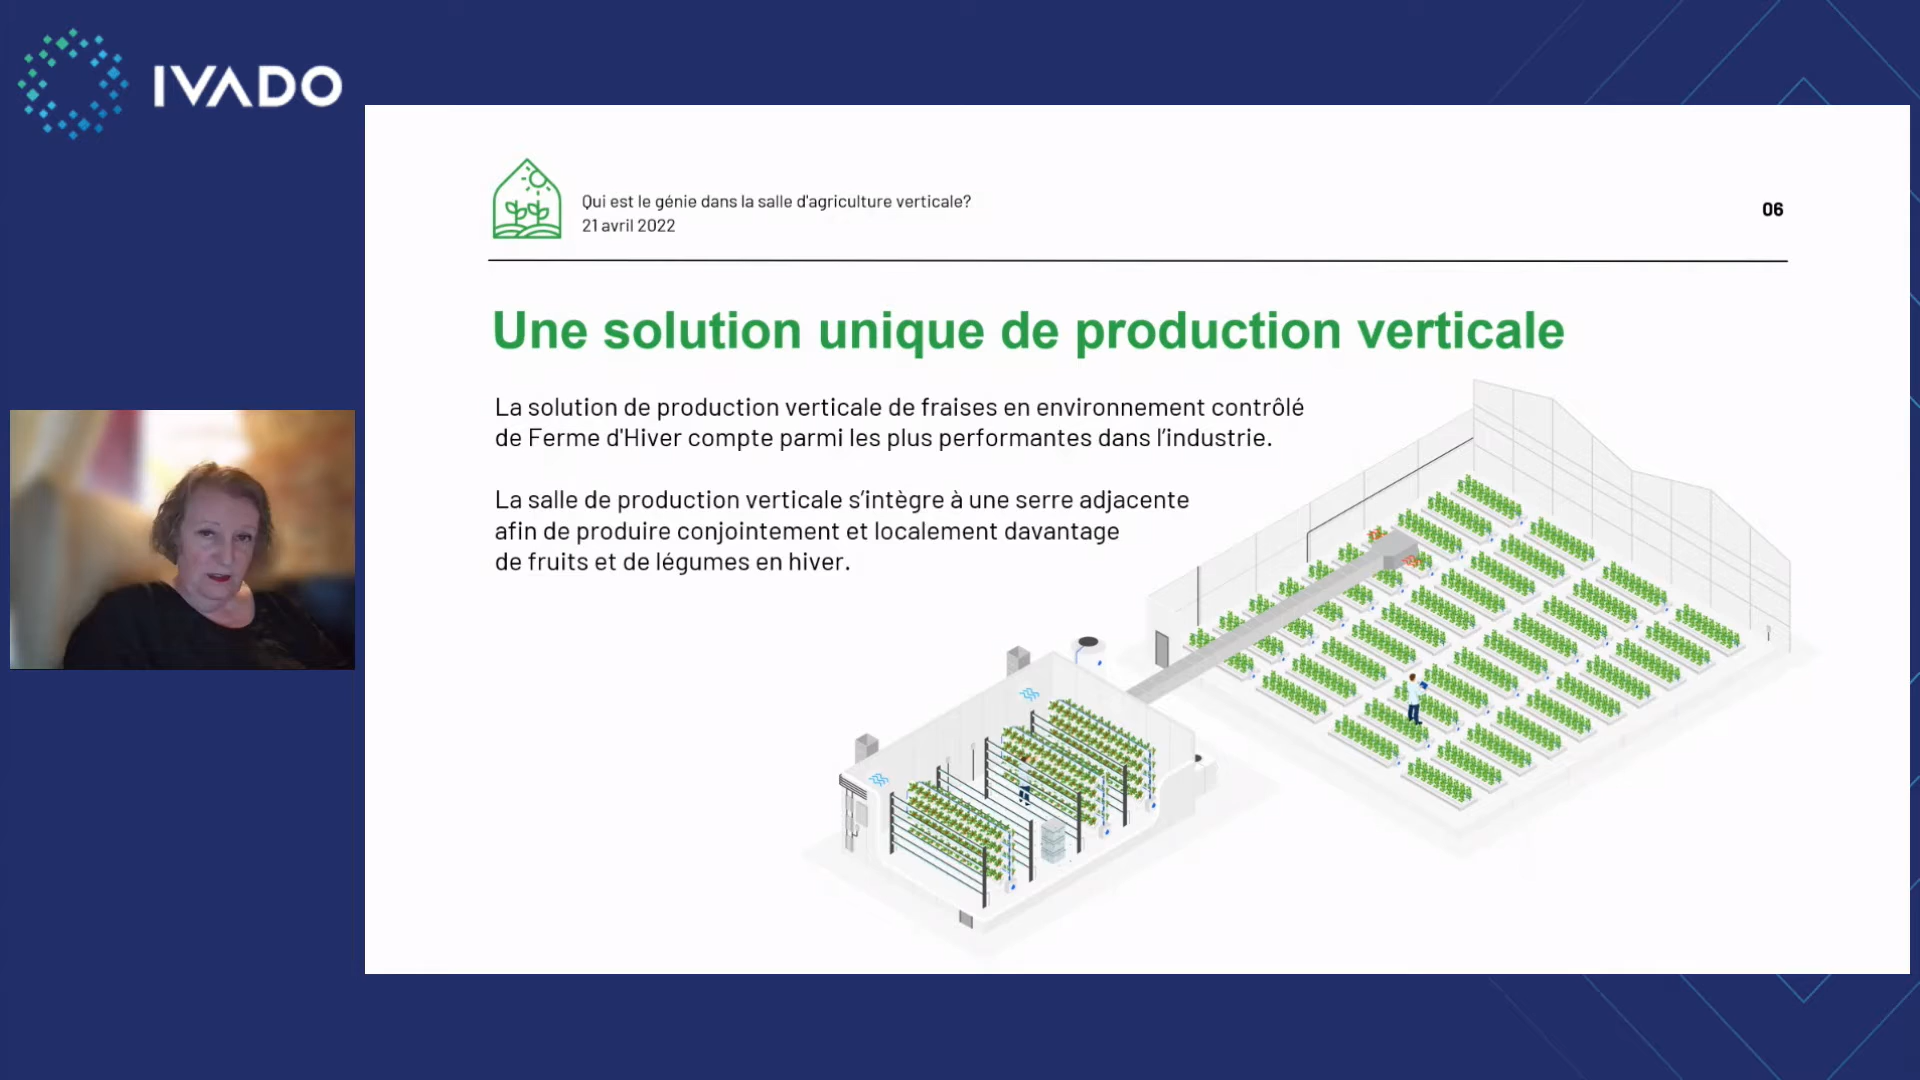 IVADO
Qui est le génie dans la salle d'agriculture verticale?
21 avril 2022
06
Une solution unique de production verticale
La solution de production verticale de fraises en environnement contrôlé
de Ferme d'Hiver compte parmi les plus performantes dans l’industrie.
La salle de production verticale s’intègre à une serre adjacente
afin de produire conjointement et localement davantage
de fruits et de légumes en hiver.